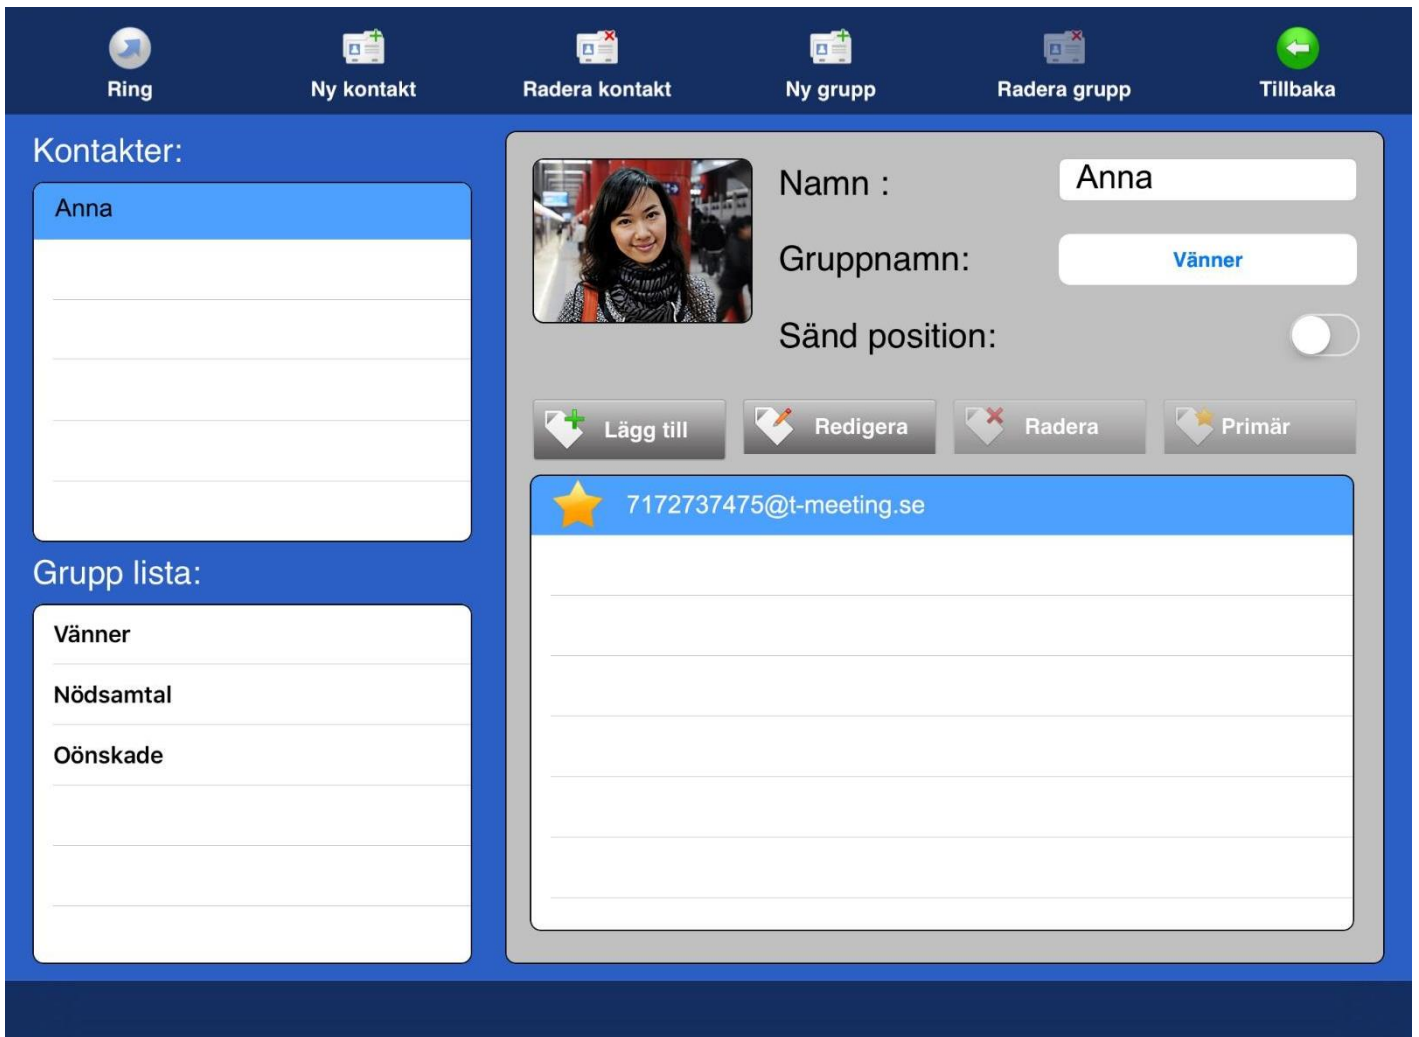 Ring
Ny kontakt
Radera kontakt
Ny grupp
Radera grupp
Tillbaka
Kontakter:
Anna
Grupp lista:
Vänner
Nödsamtal
Oönskade
Namn :
Anna
Gruppnamn:
Vänner
Sänd position:
Lägg till
Redigera
Radera
Primär
7172737475@t-meeting.se